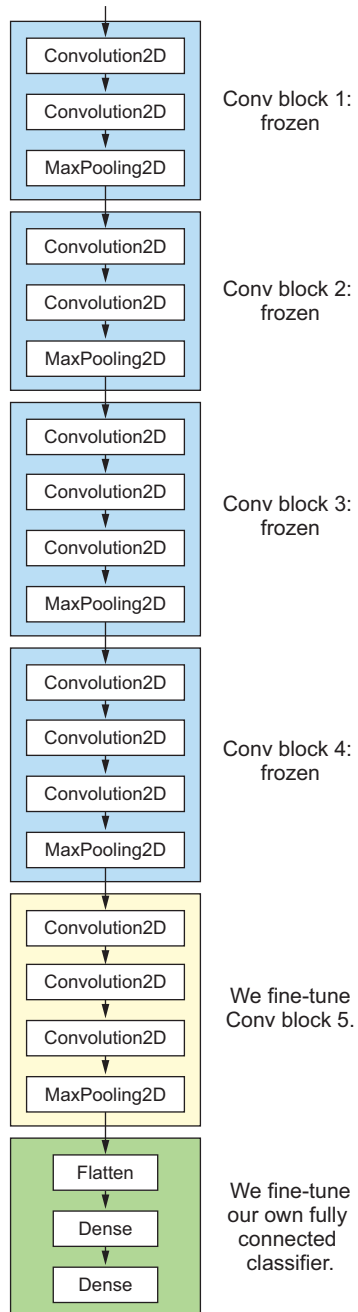 Convolution2D
Convolution2D
MaxPooling2D
Conv block 1:
frozen
Convolution2D
Convolution2D
MaxPooling2D
Conv block 2:
frozen
Convolution2D
Convolution2D
Convolution2D
MaxPooling2D
Conv block 3:
frozen
Convolution2D
Convolution2D
Convolution2D
MaxPooling2D
Conv block 4:
frozen
Convolution2D
Convolution2D
Convolution2D
MaxPooling2D
We fine-tune
Conv block 5.
Flatten
Dense
Dense
We fine-tune
our own fully
connected
classifier.